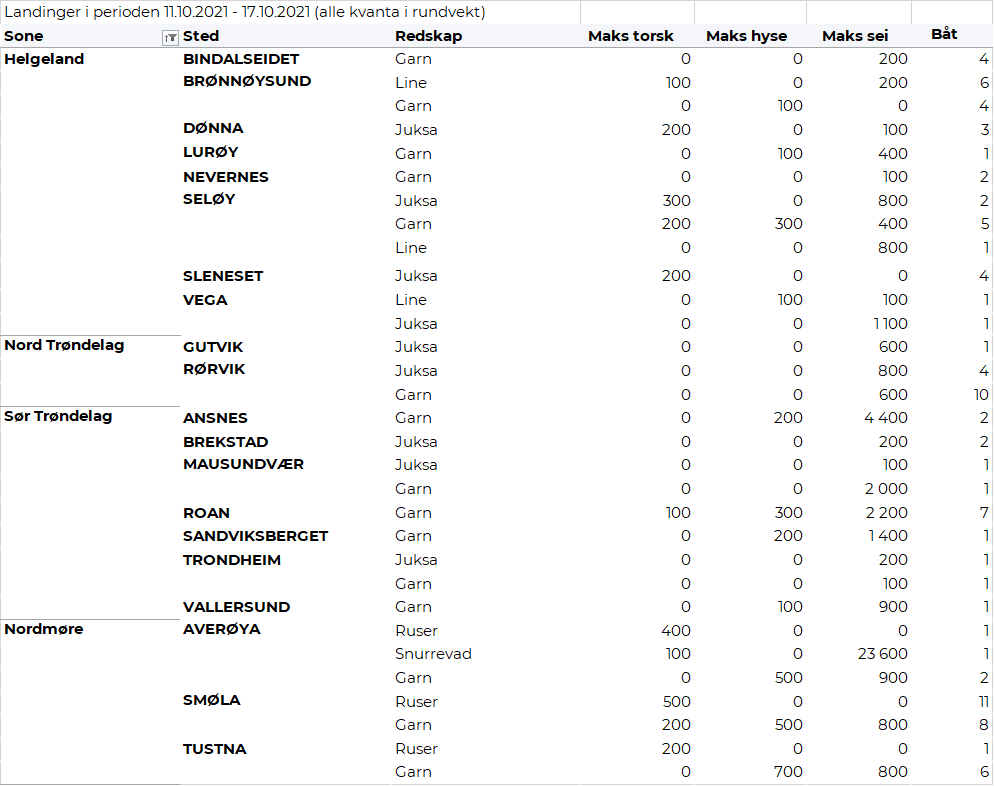 Landinger i perioden 11.10.2021 - 17.10.2021 (alle kvanta i rundvekt)
Sone Sted Redskap Maks torsk Maks hyse Maks sei Båt
Helgeland BINDALSEIDET Garn 0 0 200 4
BRØNNØYSUND Line 100 0 200 6
Garn 0 100 0 4
DØNNA Juksa 200 0 100 3
LURØY Garn 0 100 400 1
NEVERNES Garn 0 0 100 2
SELØY Juksa 300 0 800 2
Garn 200 300 400 5
Line 0 0 800 1
SLENESET Juksa 200 0 0 4
VEGA Line 0 100 100 1
Juksa 0 0 1 100 1
Nord Trøndelag GUTVIK Juksa 0 0 600 1
RØRVIK Juksa 0 0 800 4
Garn 0 0 600 10
Sør Trøndelag ANSNES Garn 0 200 4 400 2
BREKSTAD Juksa 0 0 200 2
MAUSUNDVÆR Juksa 0 0 100 1
Garn 0 0 2 000 1
ROAN Garn 100 300 2 200 7
SANDVIKSBERGET Garn 0 200 1 400 1
TRONDHEIM Juksa 0 0 200 1
Garn 0 0 100 1
VALLERSUND Garn 0 100 900 1
Nordmøre AVERØYA Ruser 400 0 0 1
Snurrevad 100 0 23 600 1
Garn 0 500 900 2
SMØLA Ruser 500 0 0 11
Garn 200 500 800 8
TUSTNA Ruser 200 0 0 1
Garn 0 700 800 6